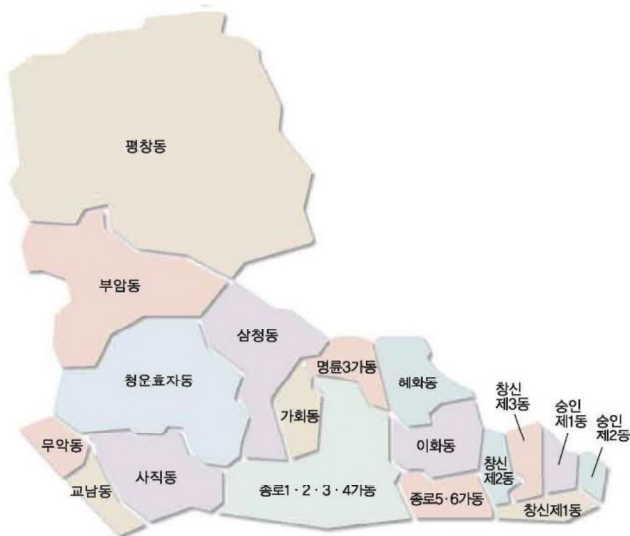 평창동
부암동
삼청동
청운효자동
명륜3가동
혜화동
가회동
창신
제3동
숭인
제1동
숭인
제2동
무악동
이화동
사직동
창신
제2동
교남동
종로1·2·3·4가동
종로5·6가동
창신제1동